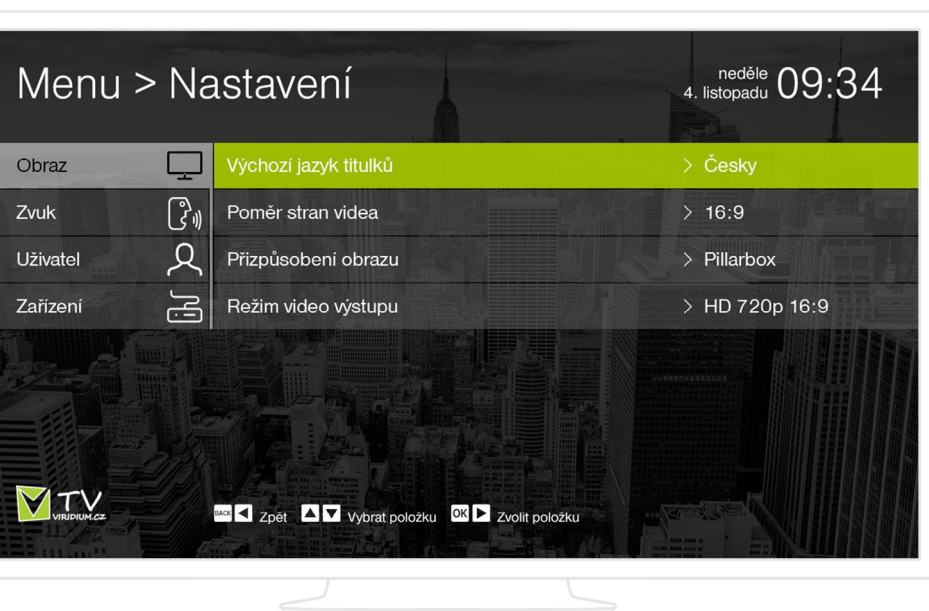 Menu > Nastavení
neděle
4. listopadu 09:34
Obraz
Výchozí jazyk titulků > Česky
Zvuk
Poměr stran videa > 16:9
Uživatel
Přizpůsobení obrazu > Pillarbox
Zařízení
Režim video výstupu > HD 720p 16:9
TV
VIRIDIUM.CZ
BACK Zpět Vybrat položku OK Zvolit položku